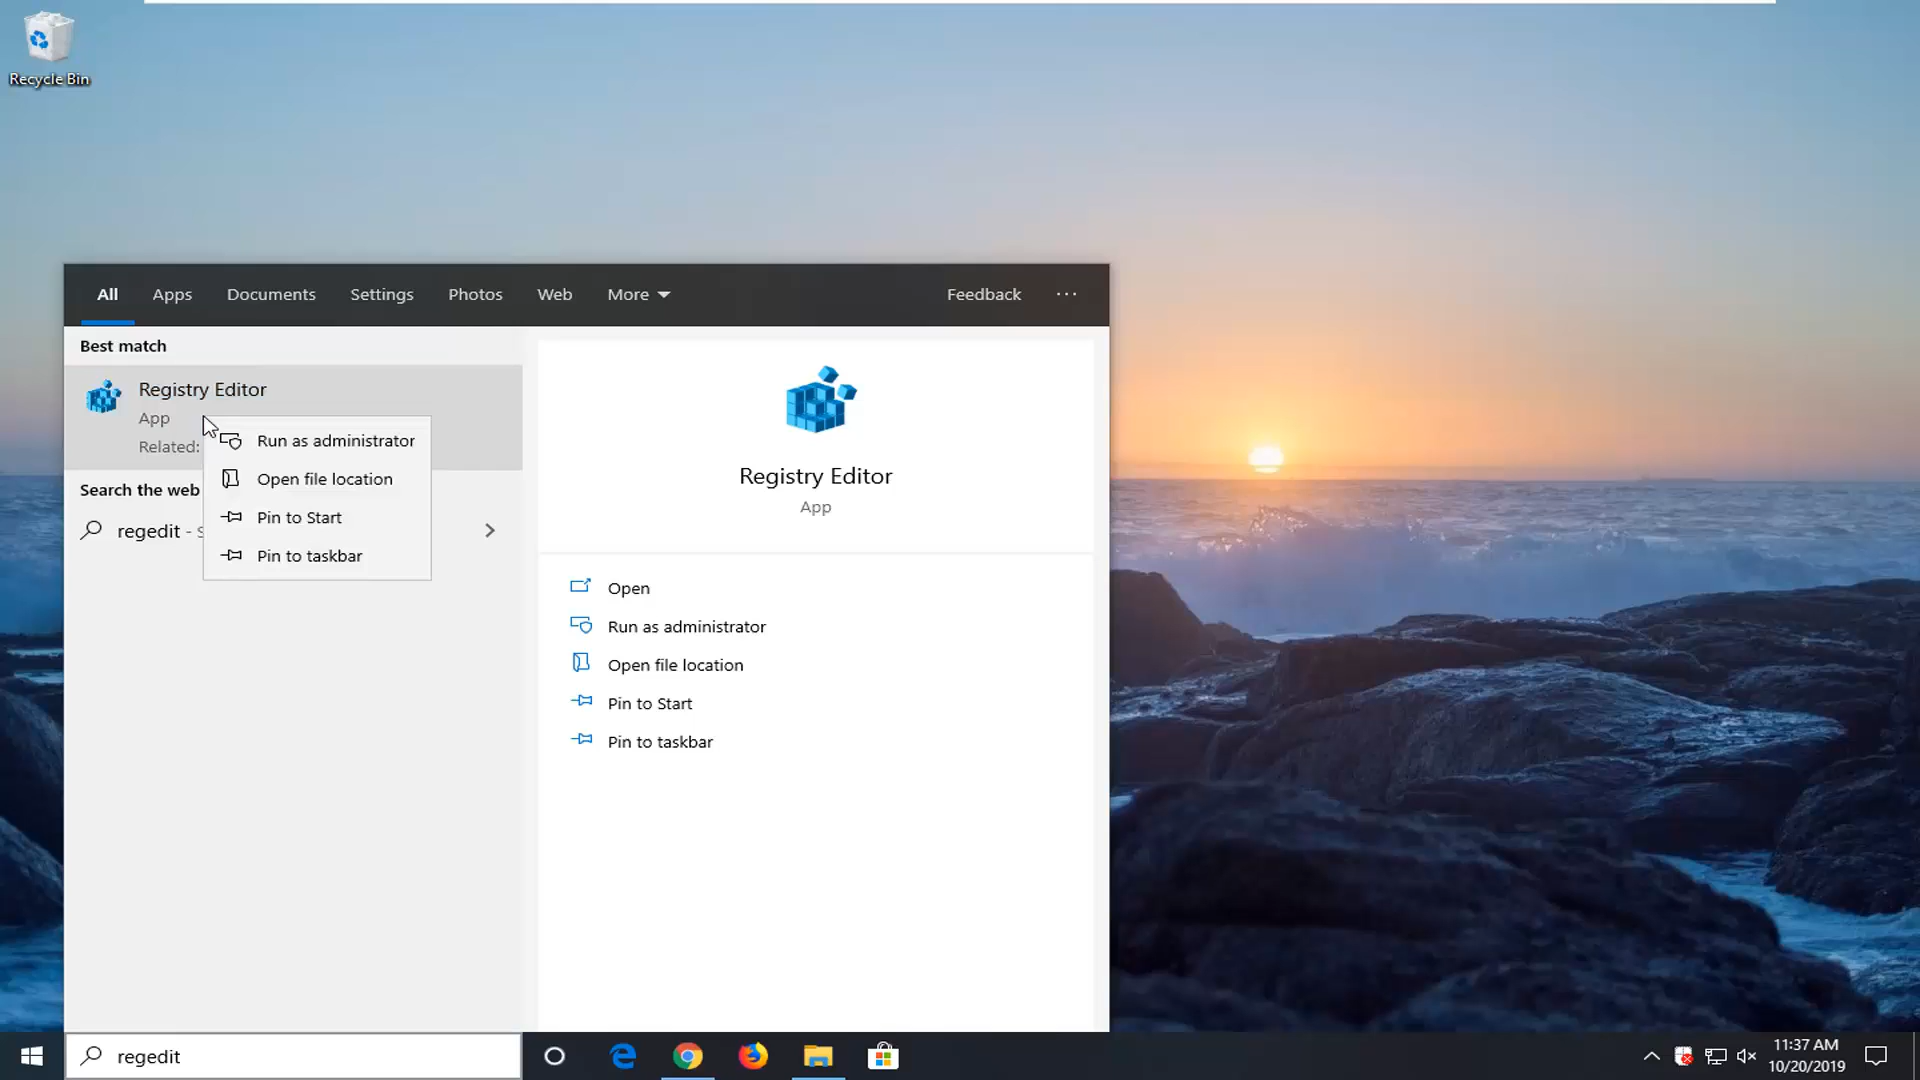 Recycle Bin
All Apps Documents Settings Photos Web More Feedback ...
Best match
Registry Editor
App
Related:
Run as administrator
Open file location
Pin to Start
Pin to taskbar
Search the web
regedit - S
Registry Editor
App
Open
Run as administrator
Open file location
Pin to Start
Pin to taskbar
regedit
11:37 AM
10/20/2019